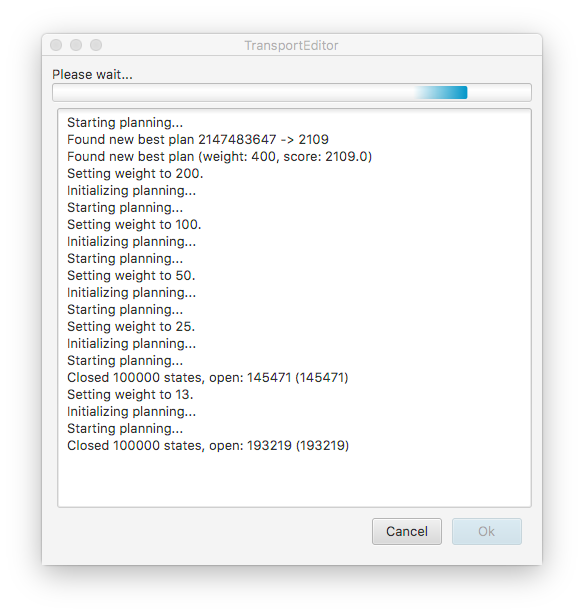 TransportEditor
Please wait...
Starting planning...
Found new best plan 2147483647 -> 2109
Found new best plan (weight: 400, score: 2109.0)
Setting weight to 200.
Initializing planning...
Starting planning...
Setting weight to 100.
Initializing planning...
Starting planning...
Setting weight to 50.
Initializing planning...
Starting planning...
Setting weight to 25.
Initializing planning...
Starting planning...
Closed 100000 states, open: 145471 (145471)
Setting weight to 13.
Initializing planning...
Starting planning...
Closed 100000 states, open: 193219 (193219)
Cancel
Ok